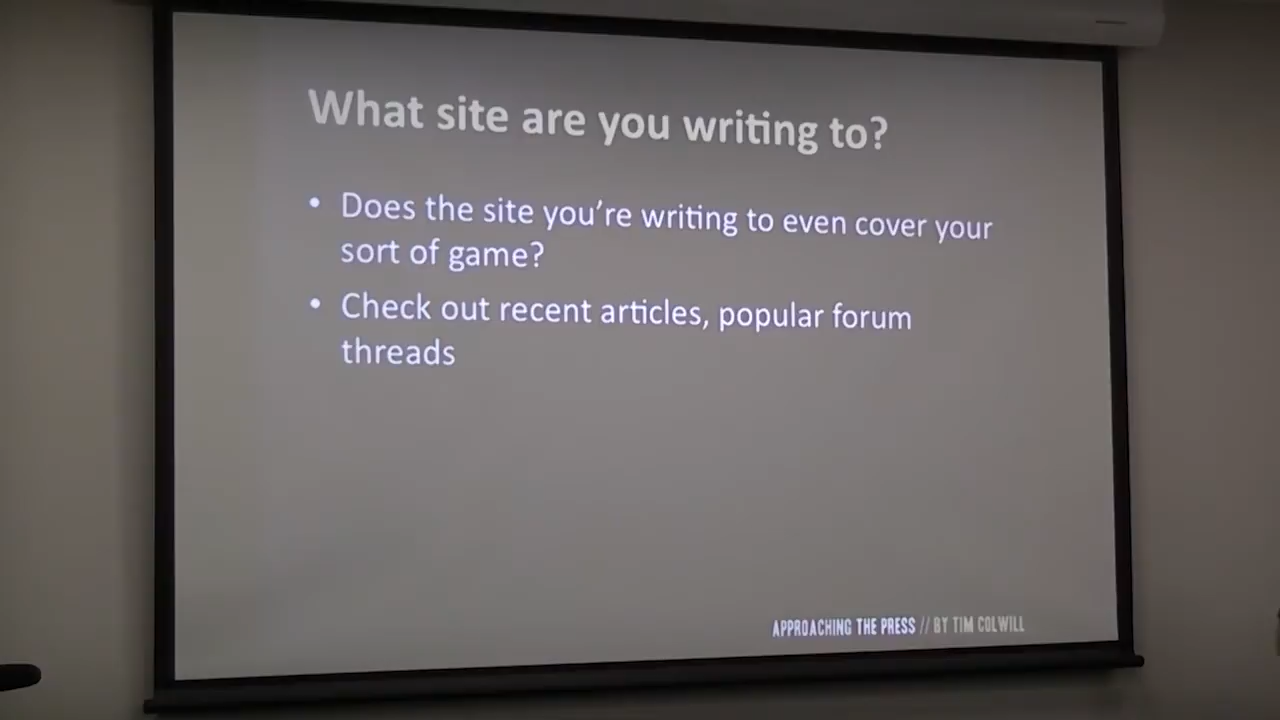 What site are you writing to?
• Does the site you're writing to even cover your
sort of game?
• Check out recent articles, popular forum
threads
APPROACHING THE PRESS // BY TIM COLWILL